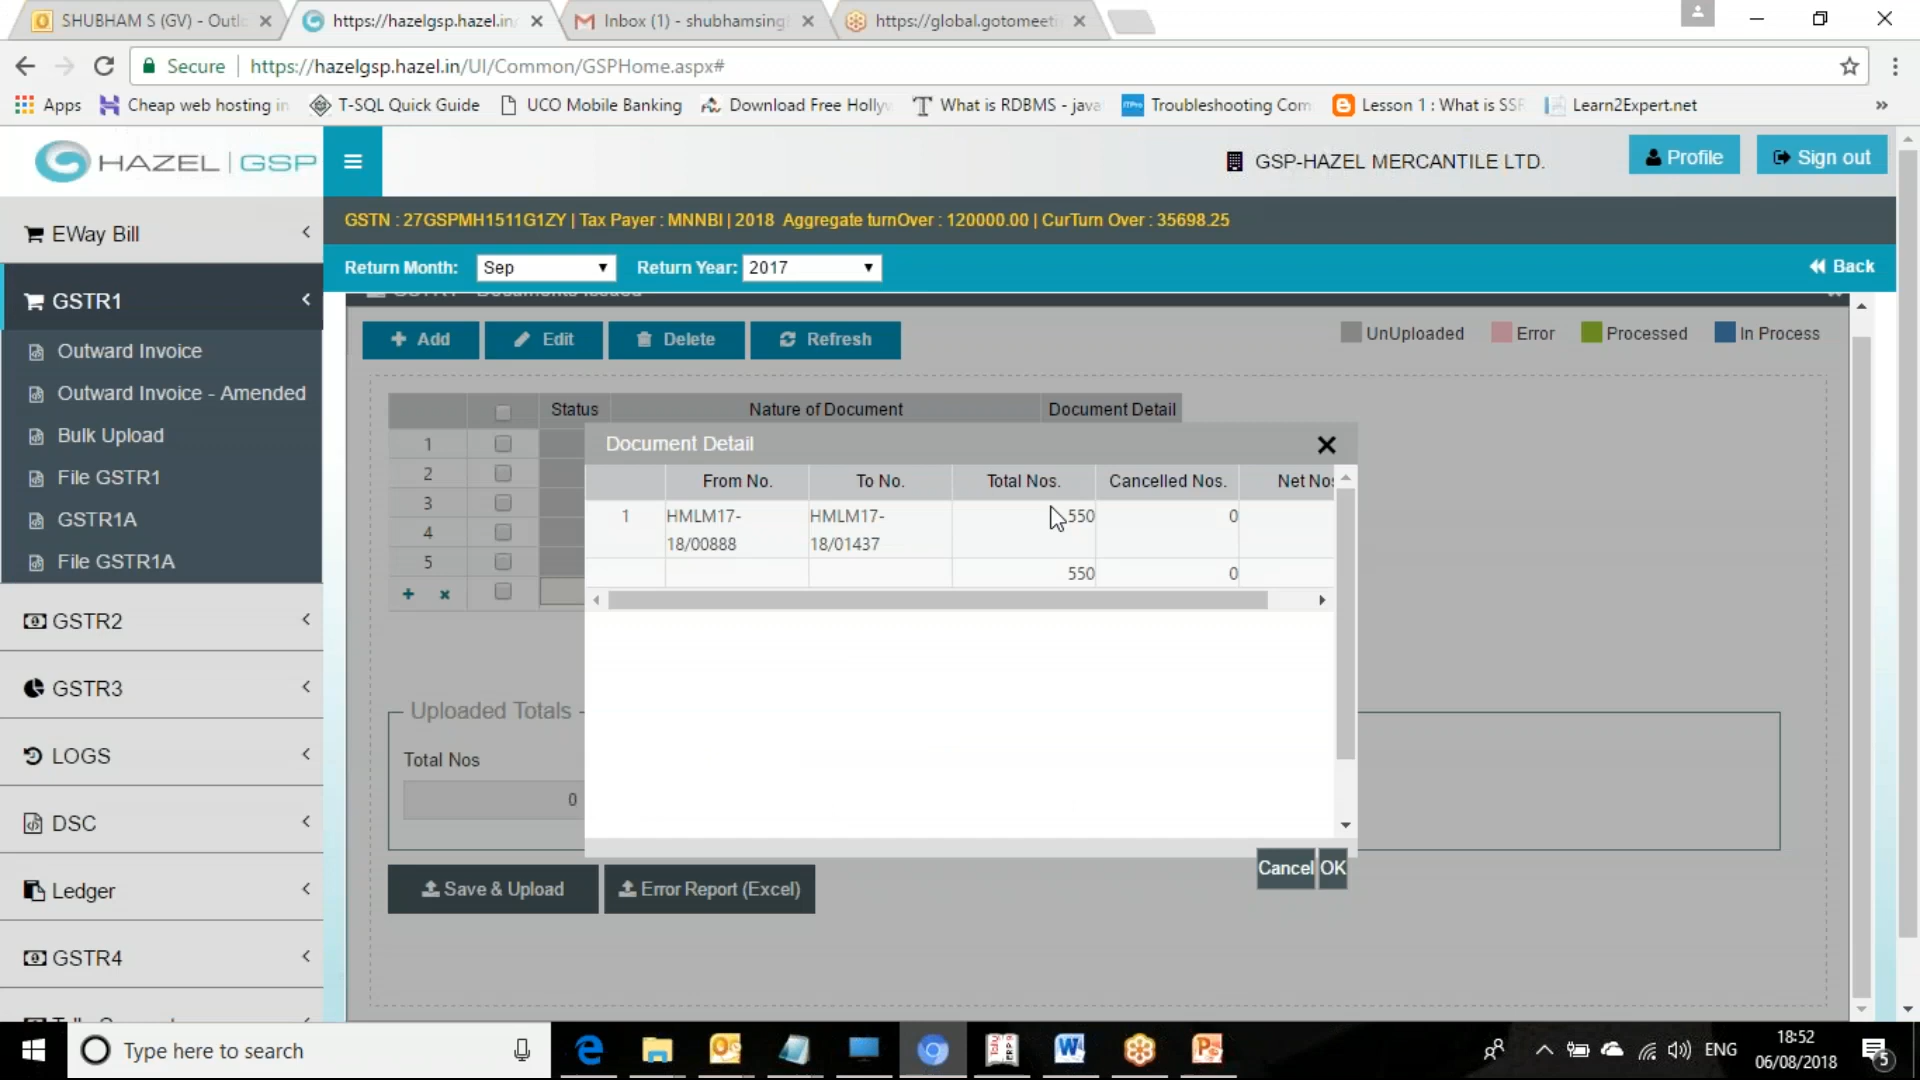 SHUBHAM S (GV) - Outlo
https://hazelgsp.hazel.in/
Inbox (1) - shubhamsingh
https://global.gotomeeti
Secure
https://hazelgsp.hazel.in/UI/Common/GSPHome.aspx#
Apps
Cheap web hosting in
T-SQL Quick Guide
UCO Mobile Banking
Download Free Holly
What is RDBMS - java
Troubleshooting Com
Lesson 1 : What is SSR
Learn2Expert.net
HAZEL | GSP
GSP-HAZEL MERCANTILE LTD.
Profile
Sign out
GSTN : 27GSPMH1511G1ZY | Tax Payer : MNNBI | 2018 Aggregate turnOver : 120000.00 | CurTurn Over : 35698.25
Return Month: Sep
Return Year: 2017
Back
EWay Bill
GSTR1
Outward Invoice
Outward Invoice - Amended
Bulk Upload
File GSTR1
GSTR1A
File GSTR1A
GSTR2
GSTR3
LOGS
DSC
Ledger
GSTR4
Add
Edit
Delete
Refresh
UnUploaded
Error
Processed
In Process
Status
Nature of Document
Document Detail
1
2
3
4
5
Document Detail
From No.
To No.
Total Nos.
Cancelled Nos.
Net Nos
1
HMLM17-
18/00888
HMLM17-
18/01437
550
0
550
0
Cancel
OK
Uploaded Totals
Total Nos
0
Save & Upload
Error Report (Excel)
Type here to search
ENG
18:52
06/08/2018
5